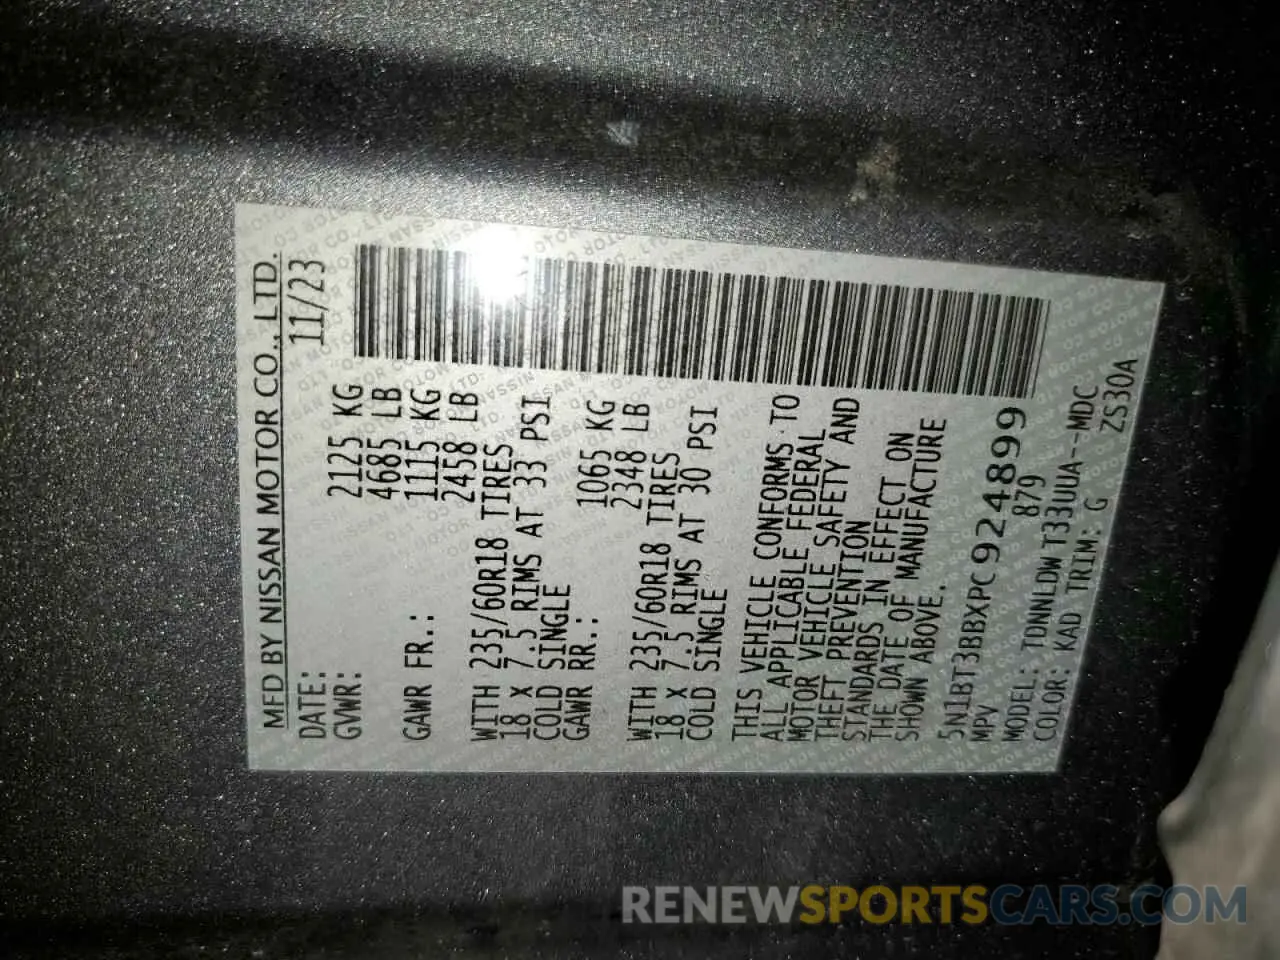 MFD BY NISSAN MOTOR CO., LTD.
DATE: 11/23
GVWR: 2125 KG
4685 LB
GAWR FR.: 1115 KG
2458 LB
WITH 235/60R18 TIRES
18 X 7.5 RIMS AT 33 PSI
COLD SINGLE
GAWR RR.: 1065 KG
2348 LB
WITH 235/60R18 TIRES
18 X 7.5 RIMS AT 30 PSI
COLD SINGLE
THIS VEHICLE CONFORMS TO
ALL APPLICABLE FEDERAL
MOTOR VEHICLE SAFETY AND
THEFT PREVENTION
STANDARDS IN EFFECT ON
THE DATE OF MANUFACTURE
SHOWN ABOVE.
5N1BT3BBXPC924899
MPV 879
MODEL: TDNNLDWT33UUA--MDC
COLOR: KAD TRIM: G ZS30A
RENEWSPORTSCARS.COM